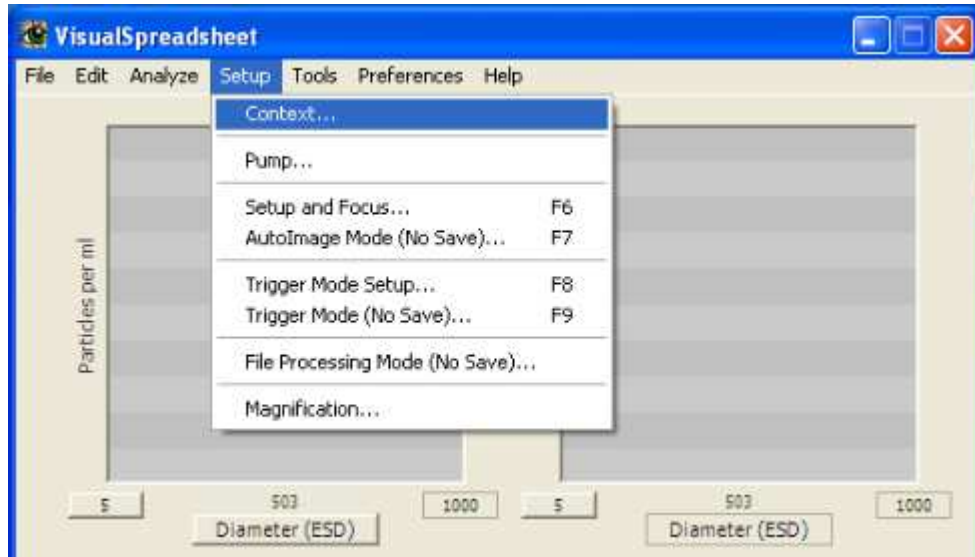 VisualSpreadsheet
File Edit Analyze Setup Tools Preferences Help
Context...
Pump...
Setup and Focus... F6
AutoImage Mode (No Save)... F7
Trigger Mode Setup... F8
Trigger Mode (No Save)... F9
File Processing Mode (No Save)...
Magnification...
Particles per ml
5 503 1000 5 503 1000
Diameter (ESD) Diameter (ESD)